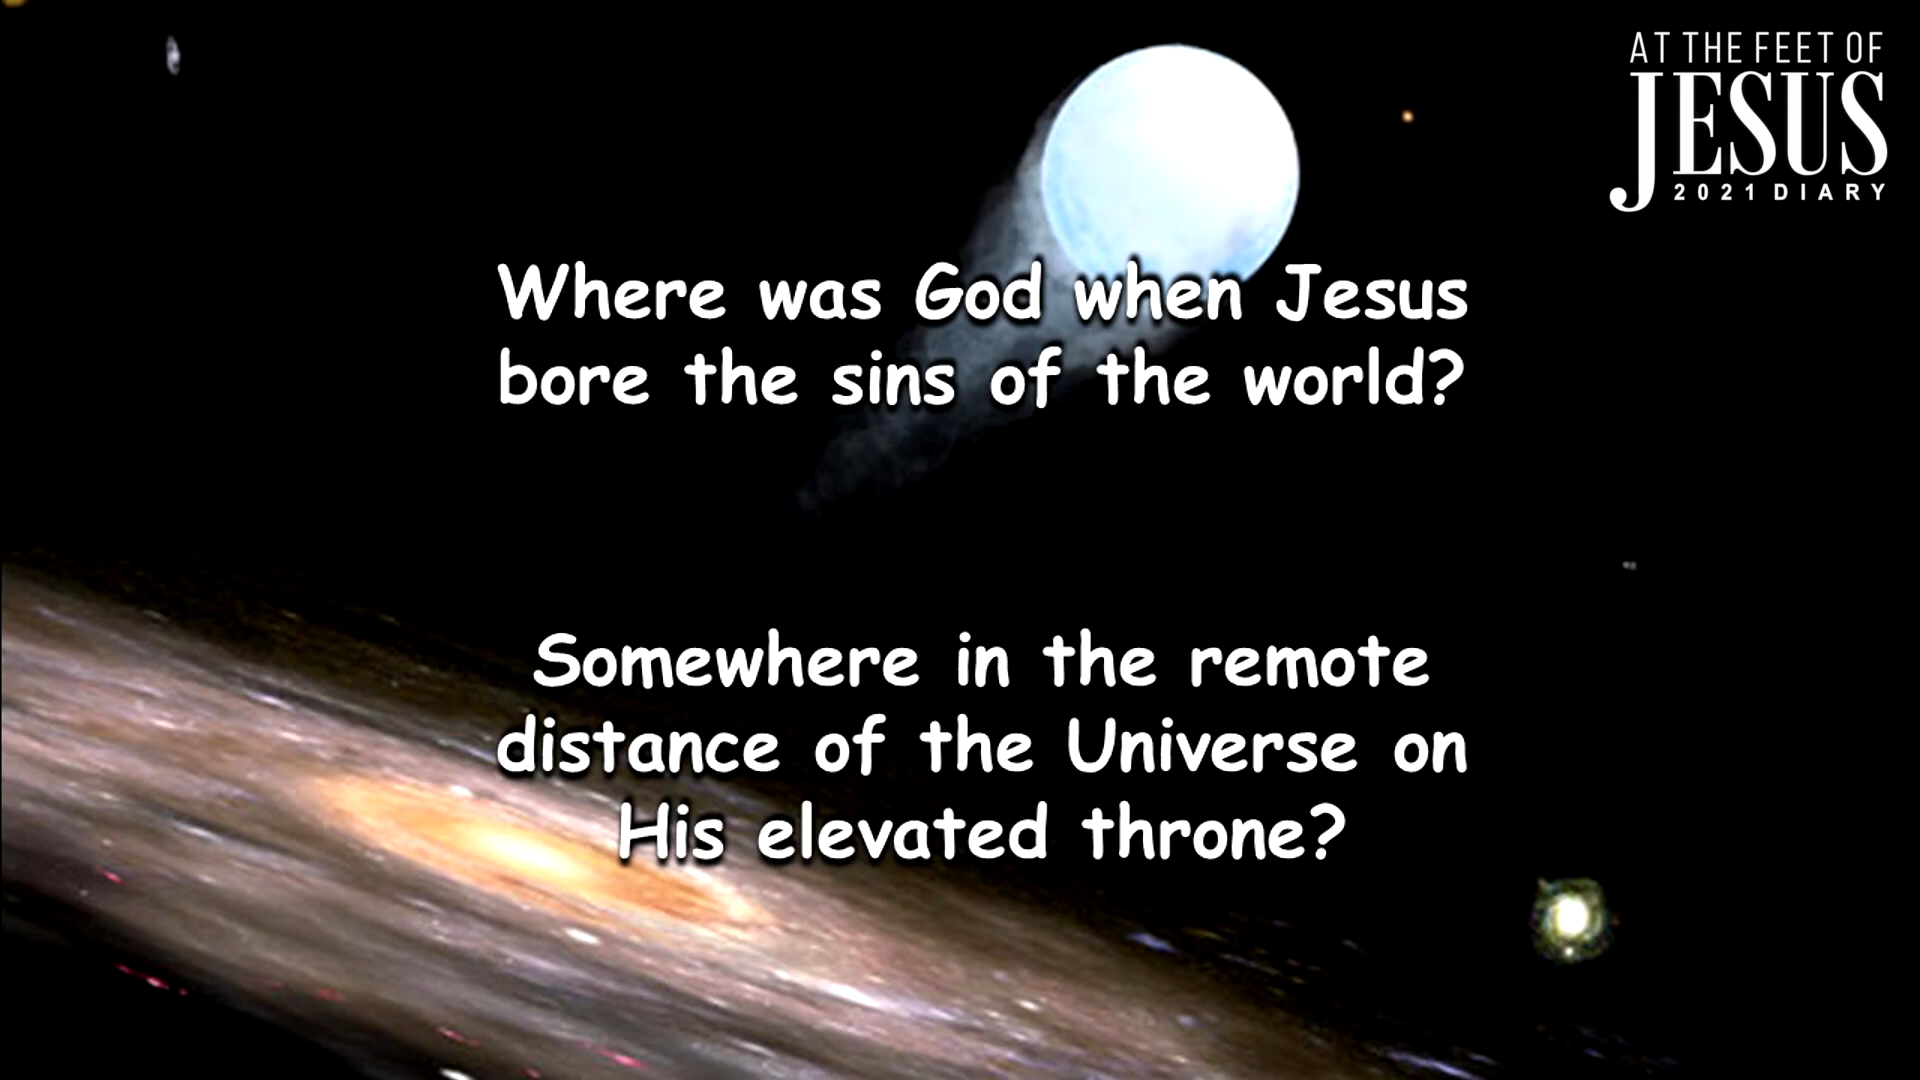 AT THE FEET OF
JESUS
2021 DIARY
Where was God when Jesus
bore the sins of the world?
Somewhere in the remote
distance of the Universe on
His elevated throne?